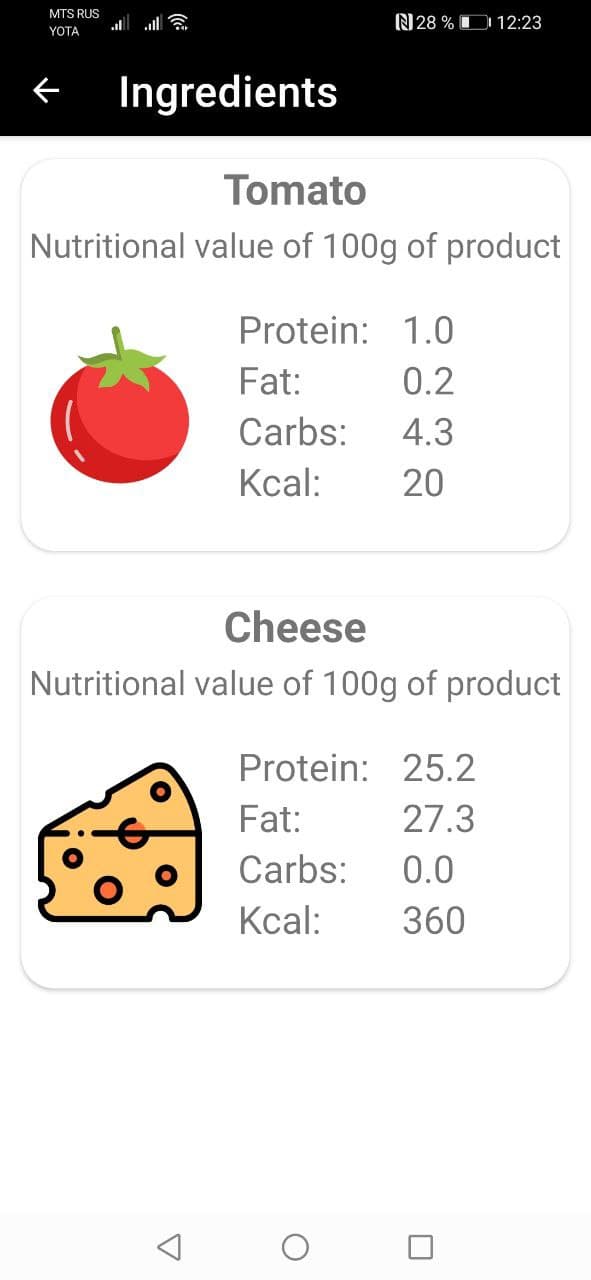 MTS RUS
YOTA
28 % 12:23
Ingredients
Tomato
Nutritional value of 100g of product
Protein: 1.0
Fat: 0.2
Carbs: 4.3
Kcal: 20
Cheese
Nutritional value of 100g of product
Protein: 25.2
Fat: 27.3
Carbs: 0.0
Kcal: 360